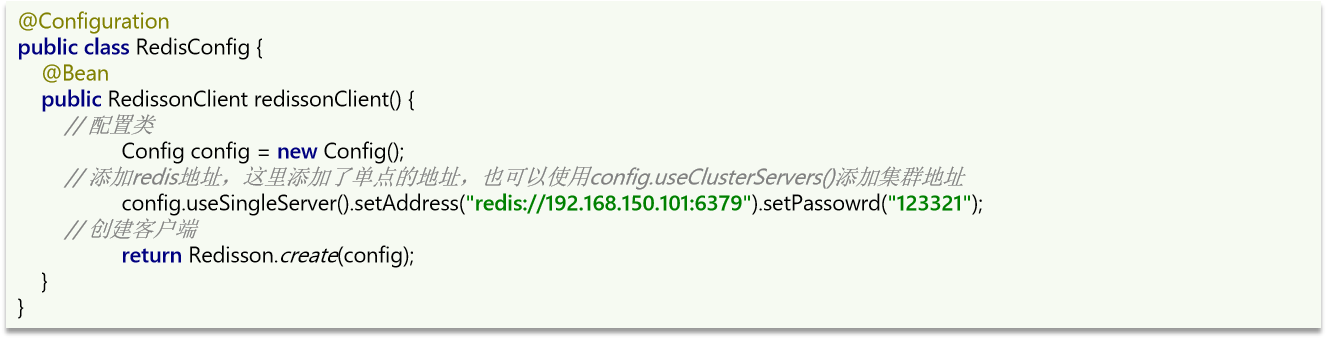 @Configuration
public class RedisConfig {
@Bean
public RedissonClient redissonClient() {
// 配置类
Config config = new Config();
// 添加redis地址，这里添加了单点的地址，也可以使用config.useClusterServers()添加集群地址
config.useSingleServer().setAddress("redis://192.168.150.101:6379").setPassowrd("123321");
// 创建客户端
return Redisson.create(config);
}
}